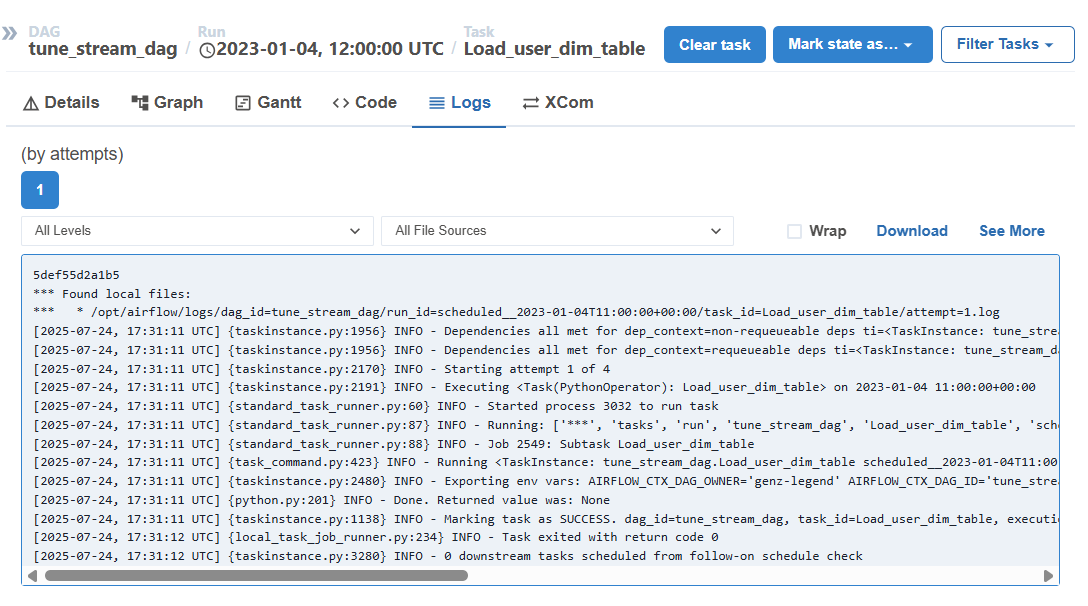 DAG
tune_stream_dag
/
Run
2023-01-04, 12:00:00 UTC
/
Task
Load_user_dim_table
Clear task
Mark state as...
Filter Tasks
Details
Graph
Gantt
Code
Logs
XCom
(by attempts)
1
All Levels
All File Sources
Wrap
Download
See More
5def55d2a1b5
*** Found local files:
***   * /opt/airflow/logs/dag_id=tune_stream_dag/run_id=scheduled__2023-01-04T11:00:00+00:00/task_id=Load_user_dim_table/attempt=1.log
[2025-07-24, 17:31:11 UTC] {taskinstance.py:1956} INFO - Dependencies all met for dep_context=non-requeueable deps ti=<TaskInstance: tune_strea
[2025-07-24, 17:31:11 UTC] {taskinstance.py:1956} INFO - Dependencies all met for dep_context=requeueable deps ti=<TaskInstance: tune_stream_da
[2025-07-24, 17:31:11 UTC] {taskinstance.py:2170} INFO - Starting attempt 1 of 4
[2025-07-24, 17:31:11 UTC] {taskinstance.py:2191} INFO - Executing <Task(PythonOperator): Load_user_dim_table> on 2023-01-04 11:00:00+00:00
[2025-07-24, 17:31:11 UTC] {standard_task_runner.py:60} INFO - Started process 3032 to run task
[2025-07-24, 17:31:11 UTC] {standard_task_runner.py:87} INFO - Running: ['***', 'tasks', 'run', 'tune_stream_dag', 'Load_user_dim_table', 'sche
[2025-07-24, 17:31:11 UTC] {standard_task_runner.py:88} INFO - Job 2549: Subtask Load_user_dim_table
[2025-07-24, 17:31:11 UTC] {task_command.py:423} INFO - Running <TaskInstance: tune_stream_dag.Load_user_dim_table scheduled__2023-01-04T11:00
[2025-07-24, 17:31:11 UTC] {taskinstance.py:2480} INFO - Exporting env vars: AIRFLOW_CTX_DAG_OWNER='genz-legend' AIRFLOW_CTX_DAG_ID='tune_strea
[2025-07-24, 17:31:11 UTC] {python.py:201} INFO - Done. Returned value was: None
[2025-07-24, 17:31:11 UTC] {taskinstance.py:1138} INFO - Marking task as SUCCESS. dag_id=tune_stream_dag, task_id=Load_user_dim_table, executio
[2025-07-24, 17:31:12 UTC] {local_task_job_runner.py:234} INFO - Task exited with return code 0
[2025-07-24, 17:31:12 UTC] {taskinstance.py:3280} INFO - 0 downstream tasks scheduled from follow-on schedule check